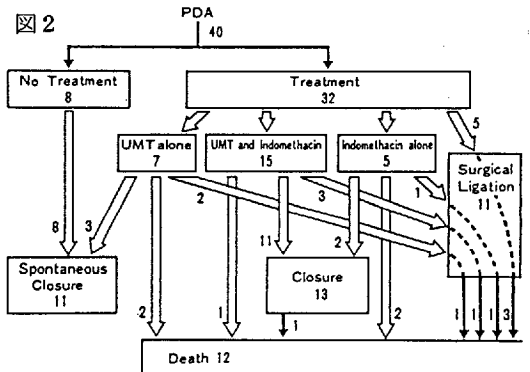 図2
PDA
40
No Treatment
8
Treatment
32
5
UMT alone
7
UMT and Indomethacin
15
Indomethacin alone
5
Surgical
Ligation
11
8
3
2
3
1
11
2
Spontaneous
Closure
11
Closure
13
2
1
1
2
1
1
1
3
Death 12